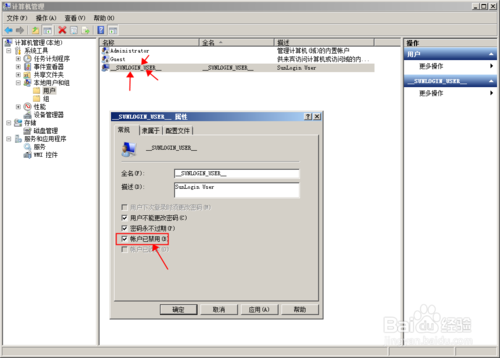 计算机管理
文件(F) 操作(A) 查看(V) 帮助(H)
计算机管理(本地)
系统工具
任务计划程序
事件查看器
共享文件夹
本地用户和组
用户
组
性能
设备管理器
存储
磁盘管理
服务和应用程序
服务
WMI 控件
名称 全名 描述
Administrator 管理计算机(域)的内置帐户
Guest 供来宾访问计算机或访问域的内...
__SUNLOGIN_USER__ __SUNLOGIN_USER__ SunLogin User
操作
用户
更多操作
__SUNLOGIN_USER__
更多操作
__SUNLOGIN_USER__ 属性
常规 隶属于 配置文件
__SUNLOGIN_USER__
全名(F): __SUNLOGIN_USER__
描述(D): SunLogin User
用户下次登录时须更改密码(M)
用户不能更改密码(C)
密码永不过期(P)
帐户已禁用(B)
确定 取消 应用(A) 帮助
Baidu 经验